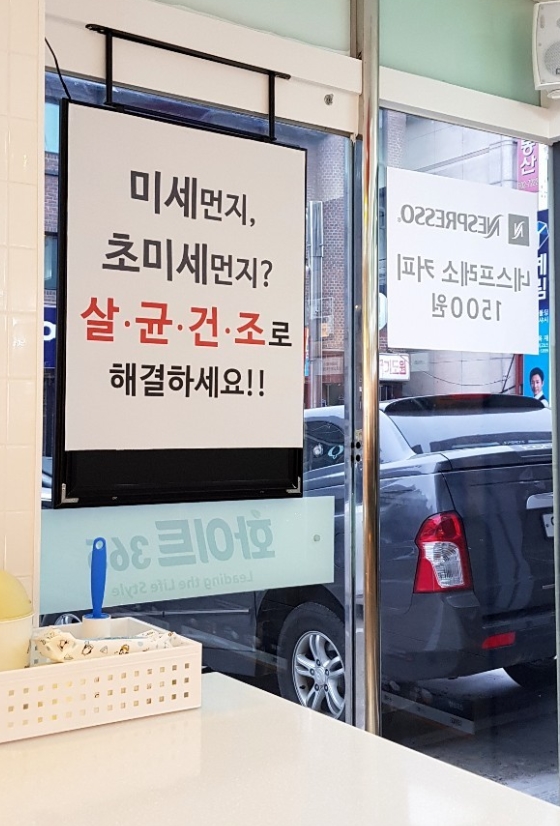 미세먼지,
초미세먼지?
살·균·건·조로
해결하세요!!
NESPRESSO.
네스프레소 커피
1500원
화이트 365
Leading the Life Style